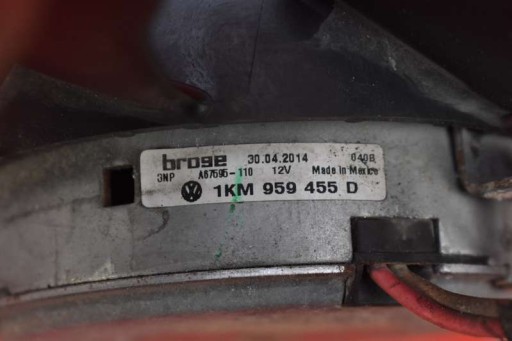 brose 30.04.2014 0408
3NP A67595-110 12V Made in Mexico
1KM 959 455 D